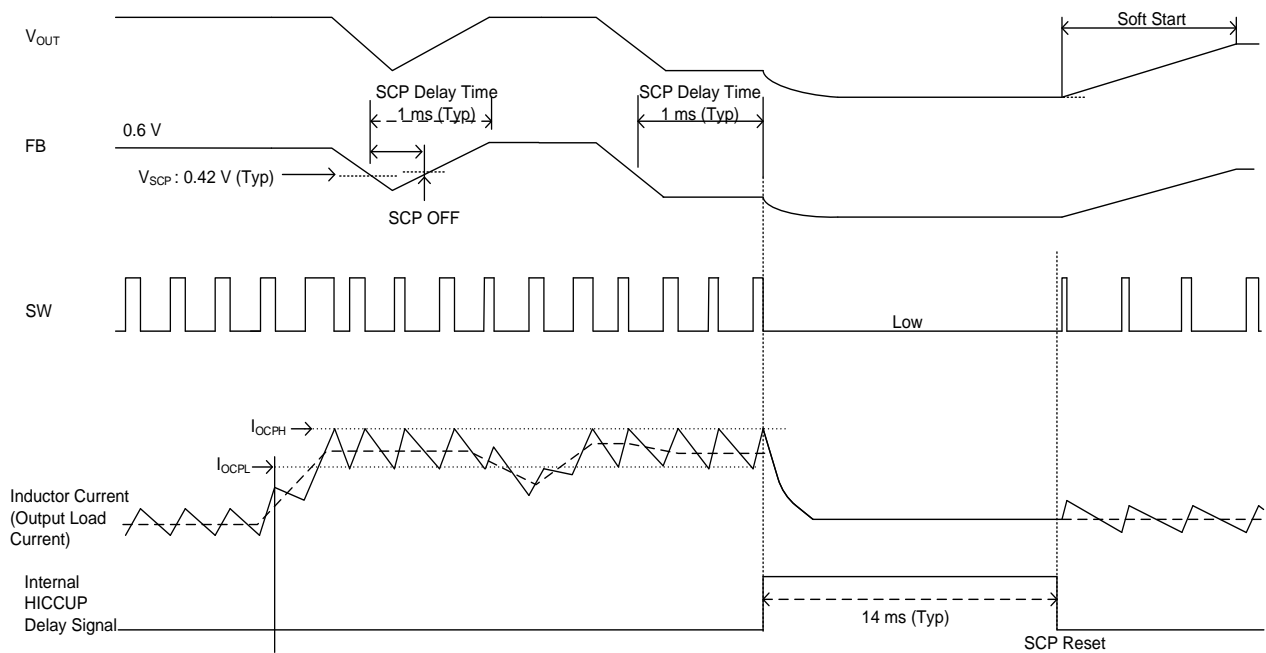 Soft Start
VOUT
SCP Delay Time
1 ms (Typ)
SCP Delay Time
1 ms (Typ)
0.6 V
FB
VSCP : 0.42 V (Typ)
SCP OFF
SW
Low
IOCPH
IOCPL
Inductor Current
(Output Load
Current)
Internal
HICCUP
Delay Signal
14 ms (Typ)
SCP Reset